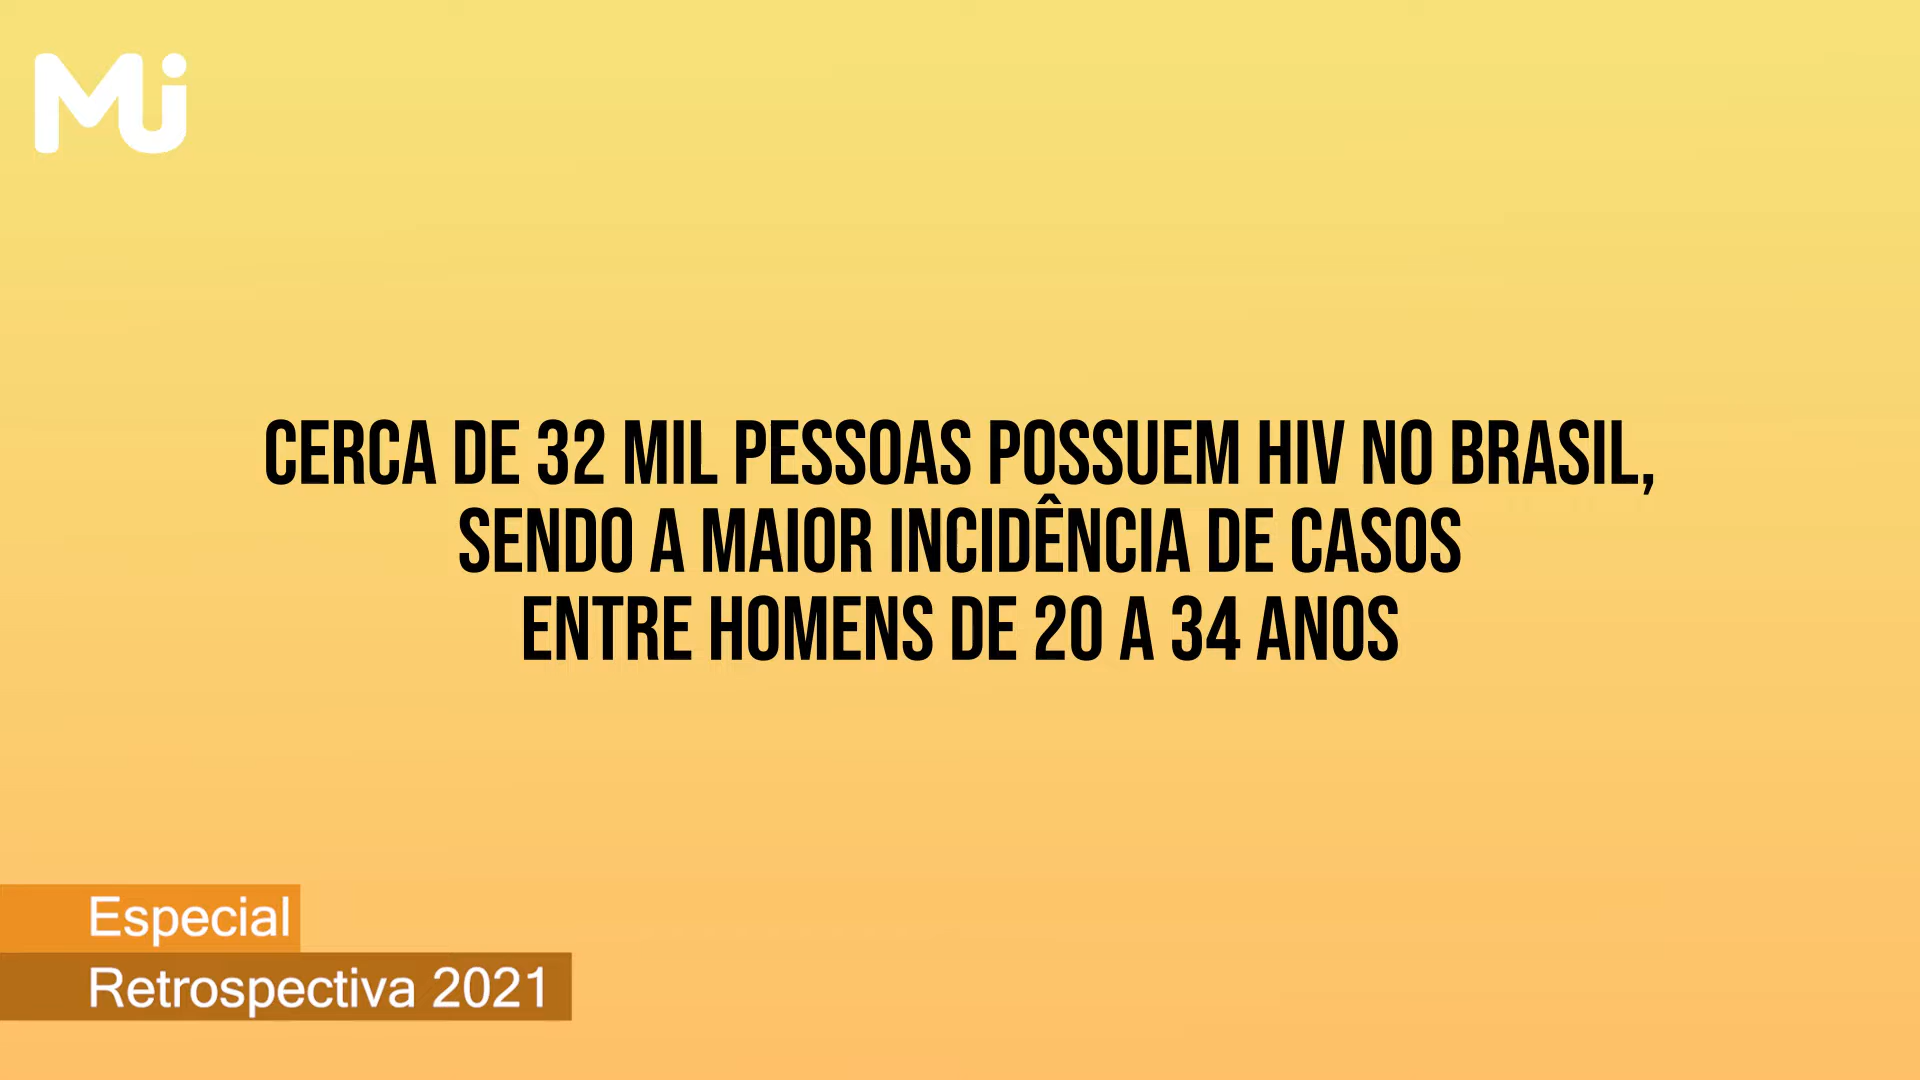 Mi
CERCA DE 32 MIL PESSOAS POSSUEM HIV NO BRASIL,
SENDO A MAIOR INCIDÊNCIA DE CASOS
ENTRE HOMENS DE 20 A 34 ANOS
Especial
Retrospectiva 2021